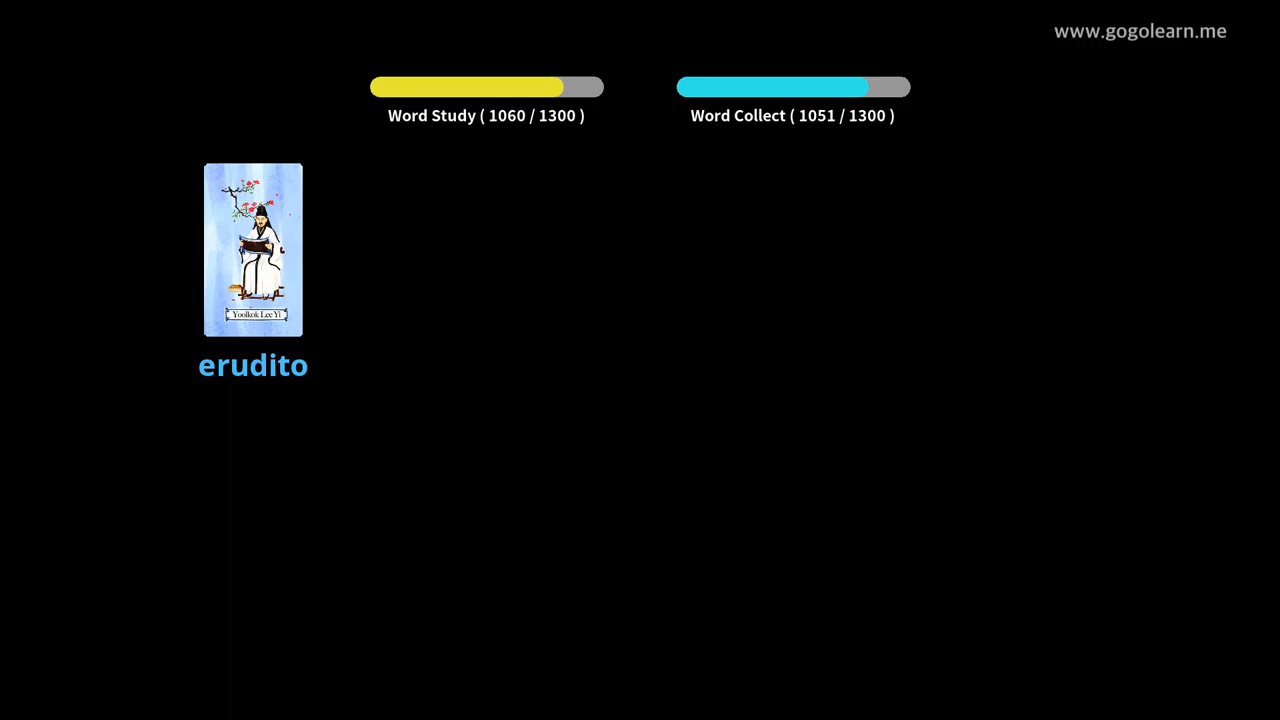 www.gogolearn.me
Word Study ( 1060 / 1300 )
Word Collect ( 1051 / 1300 )
Yoolkok Lee Yi
erudito